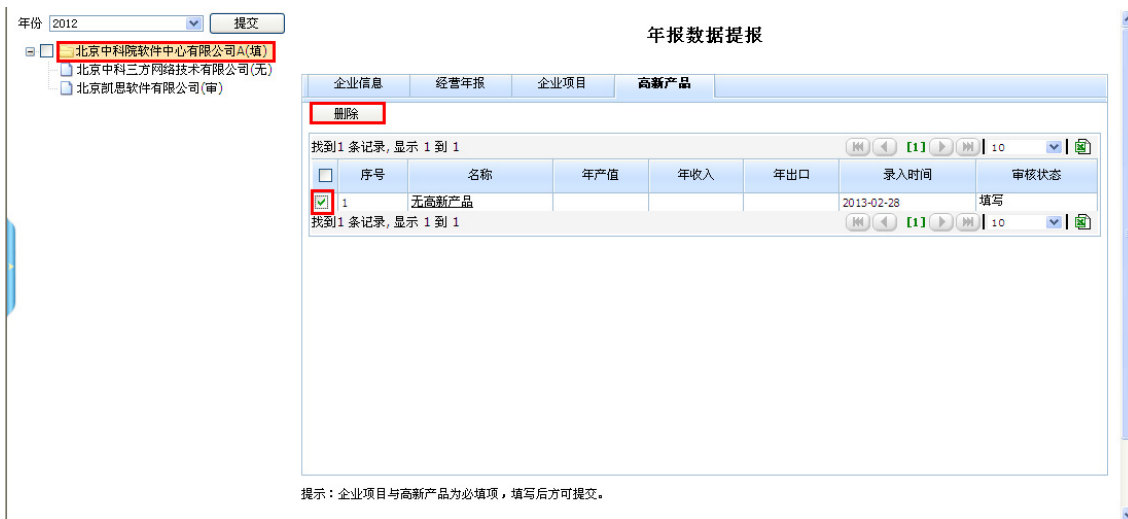 年份 2012 提交
北京中科院软件中心有限公司A(填)
北京中科三方网络技术有限公司(无)
北京凯思软件有限公司(审)
年报数据提报
企业信息 经营年报 企业项目 高新产品
删除
找到1 条记录, 显示 1 到 1 [1] 10
序号 名称 年产值 年收入 年出口 录入时间 审核状态
1 无高新产品 2013-02-28 填写
找到1 条记录, 显示 1 到 1 [1] 10
提示：企业项目与高新产品为必填项，填写后方可提交。